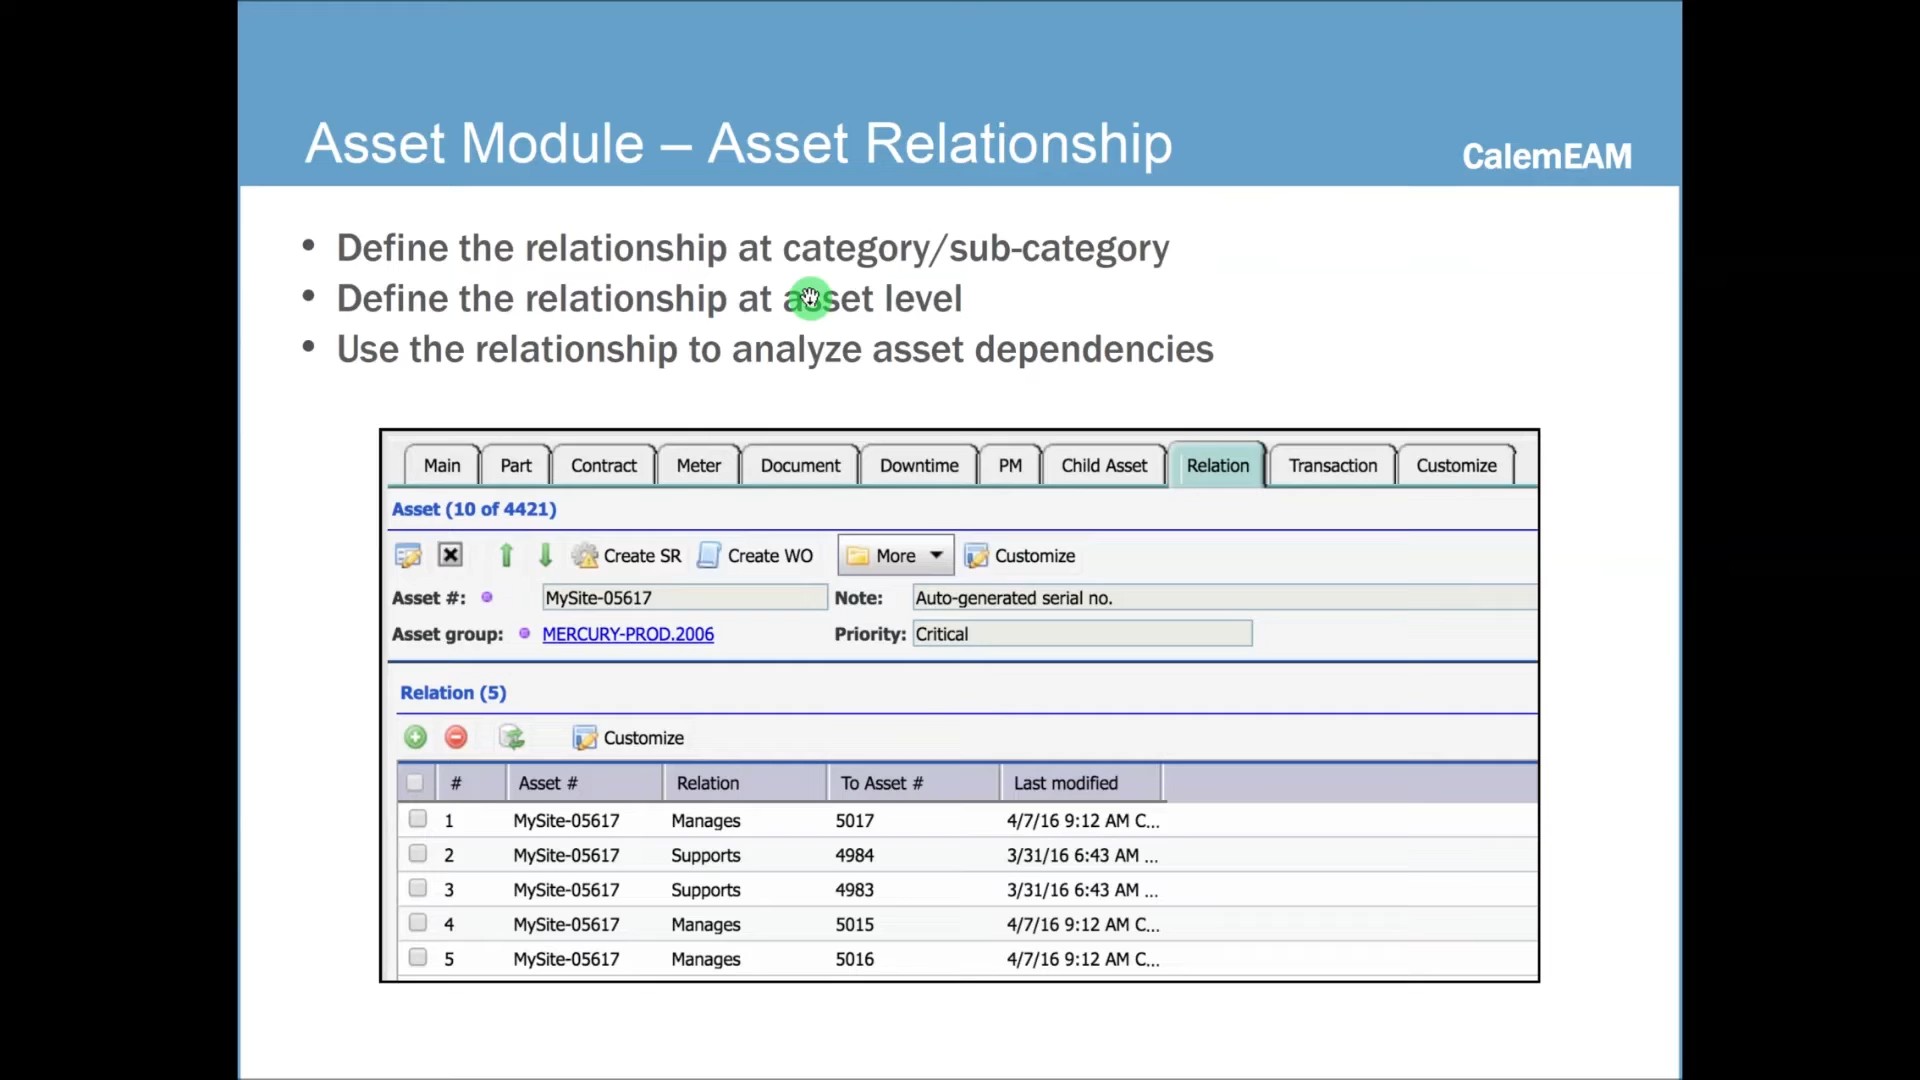 Asset Module – Asset Relationship
CalemEAM
• Define the relationship at category/sub-category
• Define the relationship at asset level
• Use the relationship to analyze asset dependencies
Main Part Contract Meter Document Downtime PM Child Asset Relation Transaction Customize
Asset (10 of 4421)
Create SR Create WO More Customize
Asset #: MySite-05617 Note: Auto-generated serial no.
Asset group: MERCURY-PROD.2006 Priority: Critical
Relation (5)
Customize
# Asset # Relation To Asset # Last modified
1 MySite-05617 Manages 5017 4/7/16 9:12 AM C...
2 MySite-05617 Supports 4984 3/31/16 6:43 AM ...
3 MySite-05617 Supports 4983 3/31/16 6:43 AM ...
4 MySite-05617 Manages 5015 4/7/16 9:12 AM C...
5 MySite-05617 Manages 5016 4/7/16 9:12 AM C...